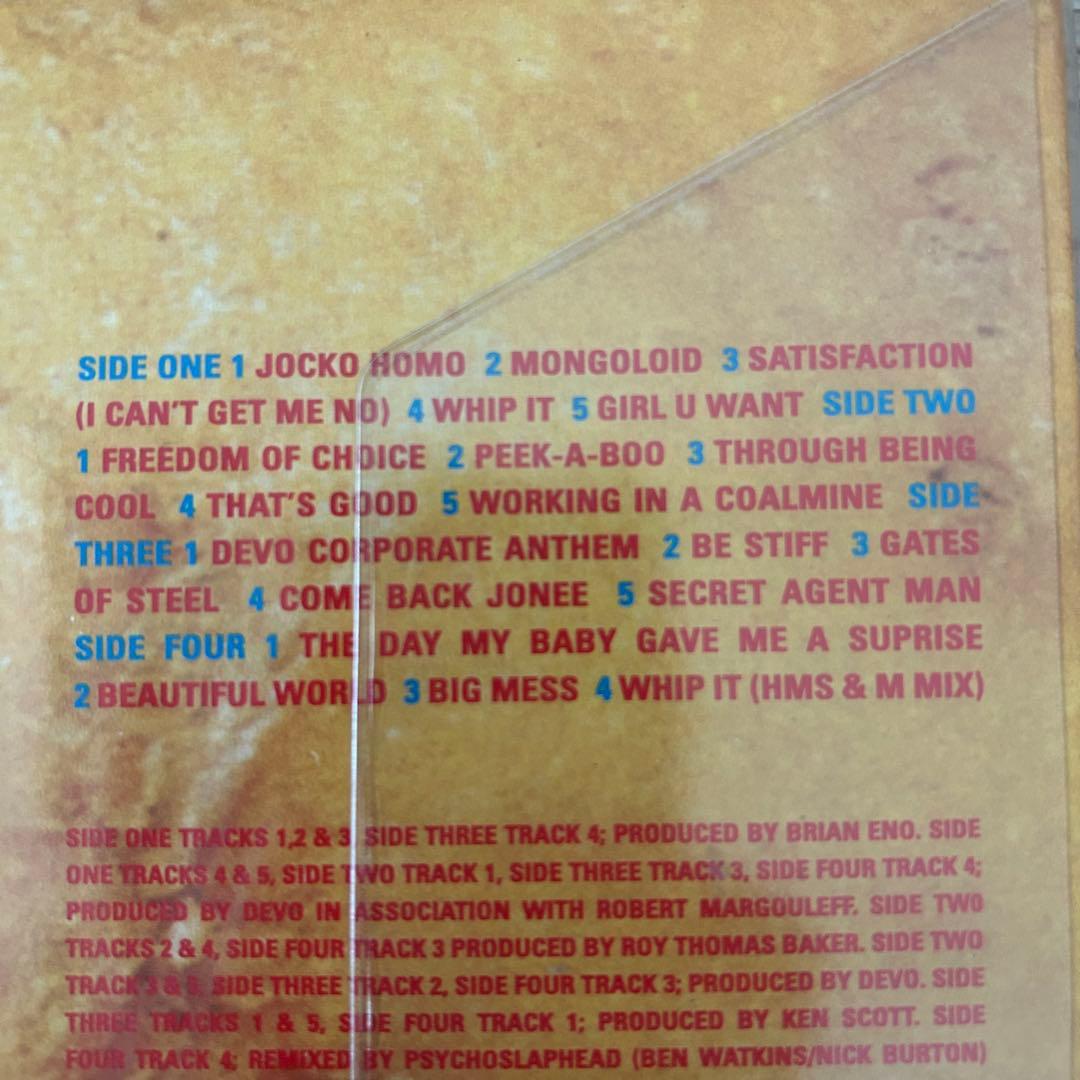 SIDE ONE 1 JOCKO HOMO 2 MONGOLOID 3 SATISFACTION
(I CAN'T GET ME NO) 4 WHIP IT 5 GIRL U WANT SIDE TWO
1 FREEDOM OF CHOICE 2 PEEK-A-BOO 3 THROUGH BEING
COOL 4 THAT'S GOOD 5 WORKING IN A COALMINE SIDE
THREE 1 DEVO CORPORATE ANTHEM 2 BE STIFF 3 GATES
OF STEEL 4 COME BACK JONEE 5 SECRET AGENT MAN
SIDE FOUR 1 THE DAY MY BABY GAVE ME A SUPRISE
2 BEAUTIFUL WORLD 3 BIG MESS 4 WHIP IT (HMS & M MIX)
SIDE ONE TRACKS 1,2 & 3, SIDE THREE TRACK 4; PRODUCED BY BRIAN ENO. SIDE
ONE TRACKS 4 & 5, SIDE TWO TRACK 1, SIDE THREE TRACK 3, SIDE FOUR TRACK 4;
PRODUCED BY DEVO IN ASSOCIATION WITH ROBERT MARGOULEFF. SIDE TWO
TRACKS 2 & 4, SIDE FOUR TRACK 3 PRODUCED BY ROY THOMAS BAKER. SIDE TWO
TRACK 3 & 5, SIDE THREE TRACK 2, SIDE FOUR TRACK 3; PRODUCED BY DEVO. SIDE
THREE TRACKS 1 & 5, SIDE FOUR TRACK 1; PRODUCED BY KEN SCOTT. SIDE
FOUR TRACK 4; REMIXED BY PSYCHOSLAPHEAD (BEN WATKINS/NICK BURTON)